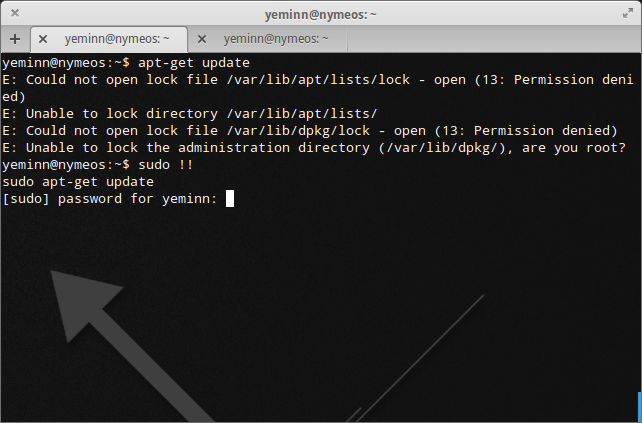 yeminn@nymeos: ~
yeminn@nymeos: ~
yeminn@nymeos: ~
yeminn@nymeos:~$ apt-get update
E: Could not open lock file /var/lib/apt/lists/lock - open (13: Permission deni
ed)
E: Unable to lock directory /var/lib/apt/lists/
E: Could not open lock file /var/lib/dpkg/lock - open (13: Permission denied)
E: Unable to lock the administration directory (/var/lib/dpkg/), are you root?
yeminn@nymeos:~$ sudo !!
sudo apt-get update
[sudo] password for yeminn: